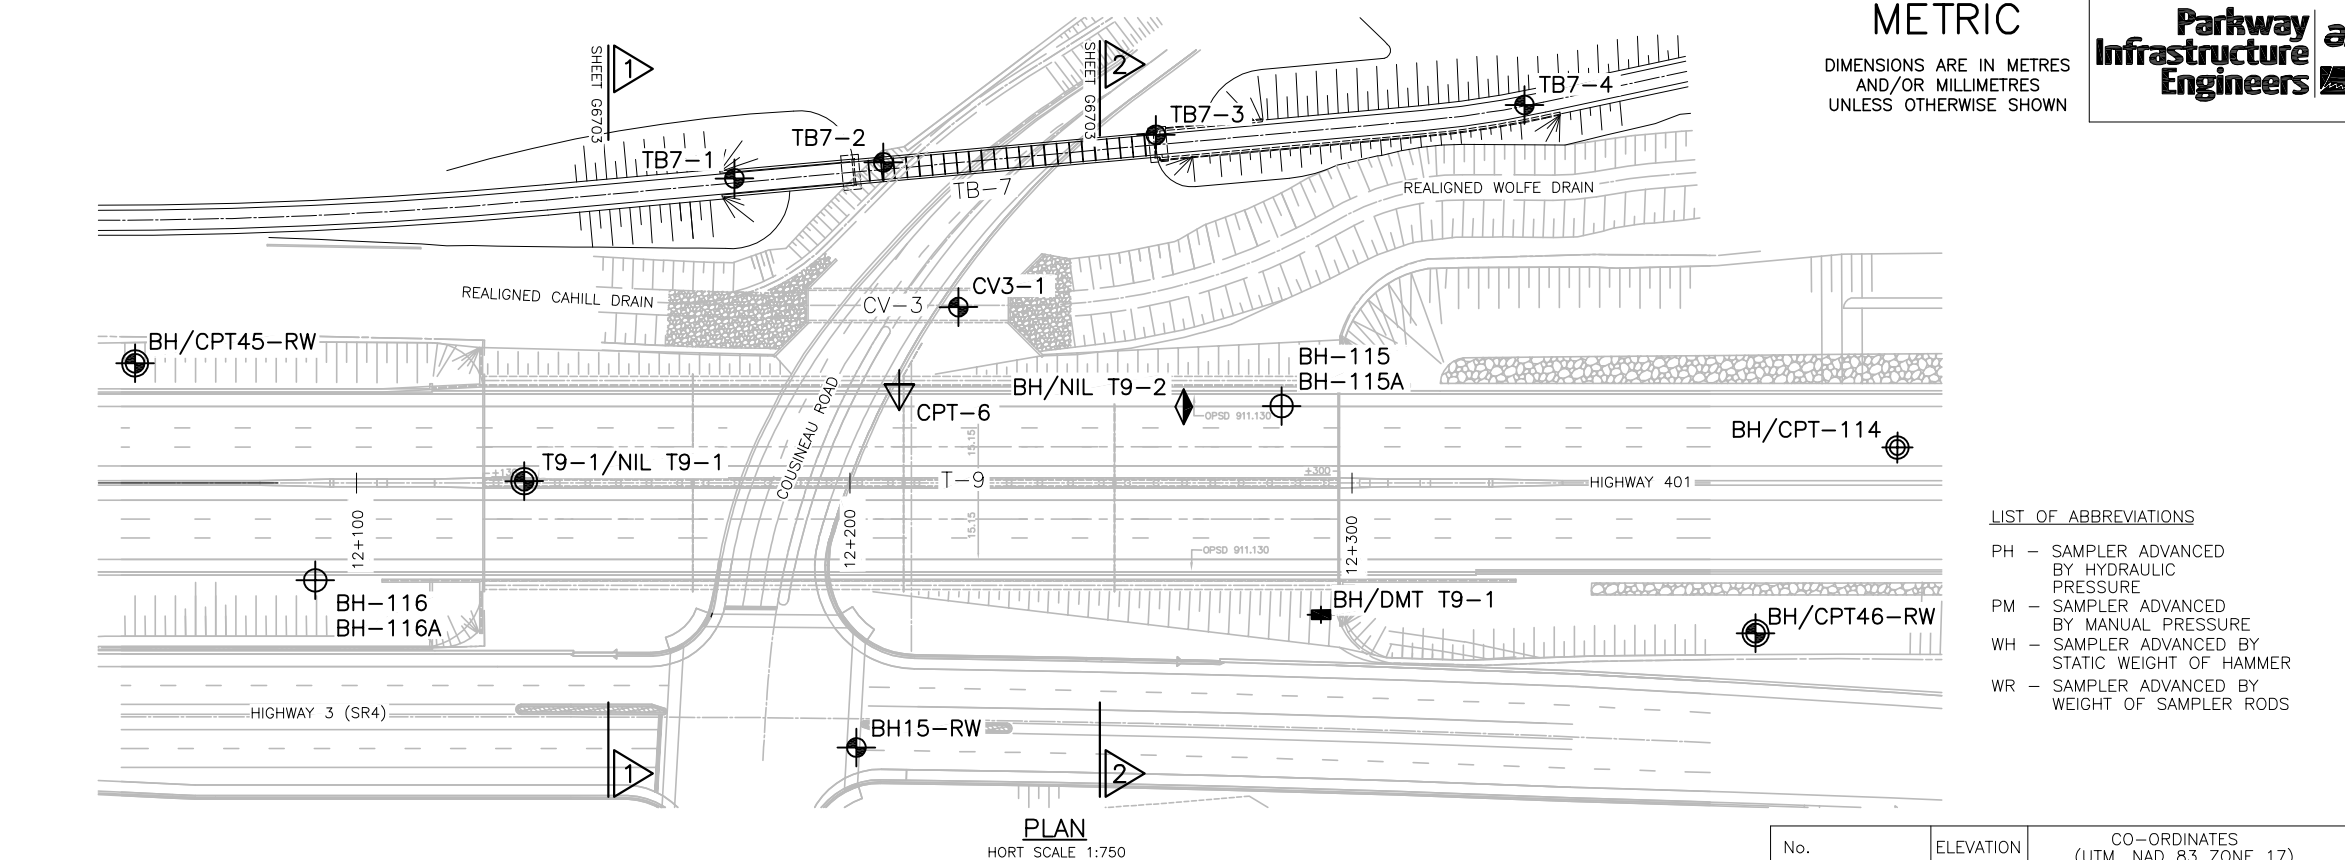 METRIC
DIMENSIONS ARE IN METRES
AND/OR MILLIMETRES
UNLESS OTHERWISE SHOWN
Parkway
Infrastructure
Engineers
SHEET G6703
1
SHEET G6703
2
TB7-1
TB7-2
TB7-3
TB7-4
TB-7
REALIGNED WOLFE DRAIN
REALIGNED CAHILL DRAIN
CV-3
CV3-1
BH/CPT45-RW
BH-115
BH-115A
BH/NIL T9-2
CPT-6
OPSD 911.130
15.15
COUSINEAU ROAD
BH/CPT-114
T9-1/NIL T9-1
T-9
+300
HIGHWAY 401
12+100
12+200
12+300
15.15
OPSD 911.130
BH-116
BH-116A
BH/DMT T9-1
BH/CPT46-RW
HIGHWAY 3 (SR4)
BH15-RW
1
2
PLAN
HORT SCALE 1:750
LIST OF ABBREVIATIONS
PH – SAMPLER ADVANCED
BY HYDRAULIC
PRESSURE
PM – SAMPLER ADVANCED
BY MANUAL PRESSURE
WH – SAMPLER ADVANCED BY
STATIC WEIGHT OF HAMMER
WR – SAMPLER ADVANCED BY
WEIGHT OF SAMPLER RODS
No.
ELEVATION
CO-ORDINATES
(UTM NAD 83 ZONE 17)